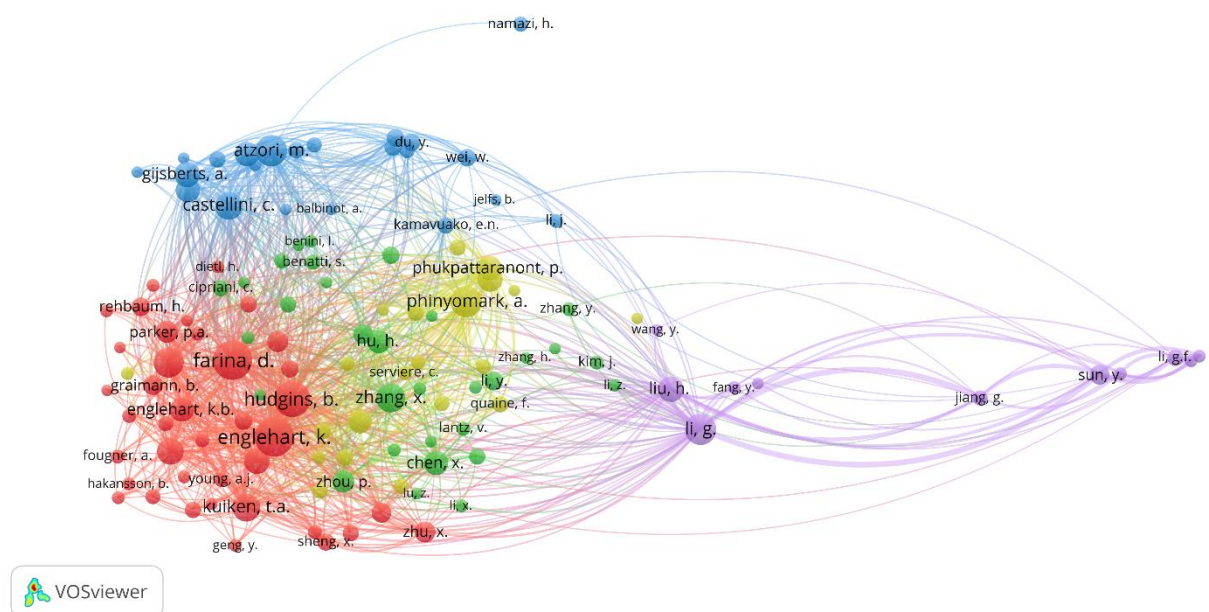 namazi, h.
du, y.
atzori, m.
wei, w.
gijsberts, a.
jelfs, b.
castellini, c.
balbinot, a.
li, j.
kamavuako, e.n.
benini, l.
benatti, s.
dietl, h.
phukpattaranont, p.
cipriani, c.
phinyomark, a.
rehbaum, h.
zhang, y.
parker, p.a.
wang, y.
hu, h.
farina, d.
zhang, h.
li, g.f.
kim, j.
serviere, c.
sun, y.
graimann, b.
li, y.
li, z.
liu, h.
fang, y.
hudgins, b.
zhang, x.
jiang, g.
quaine, f.
englehart, k.b.
lantz, v.
li, g.
englehart, k.
fougner, a.
chen, x.
young, a.j.
zhou, p.
hakansson, b.
lu, z.
kuiken, t.a.
li, x.
zhu, x.
geng, y.
sheng, x.
VOSviewer